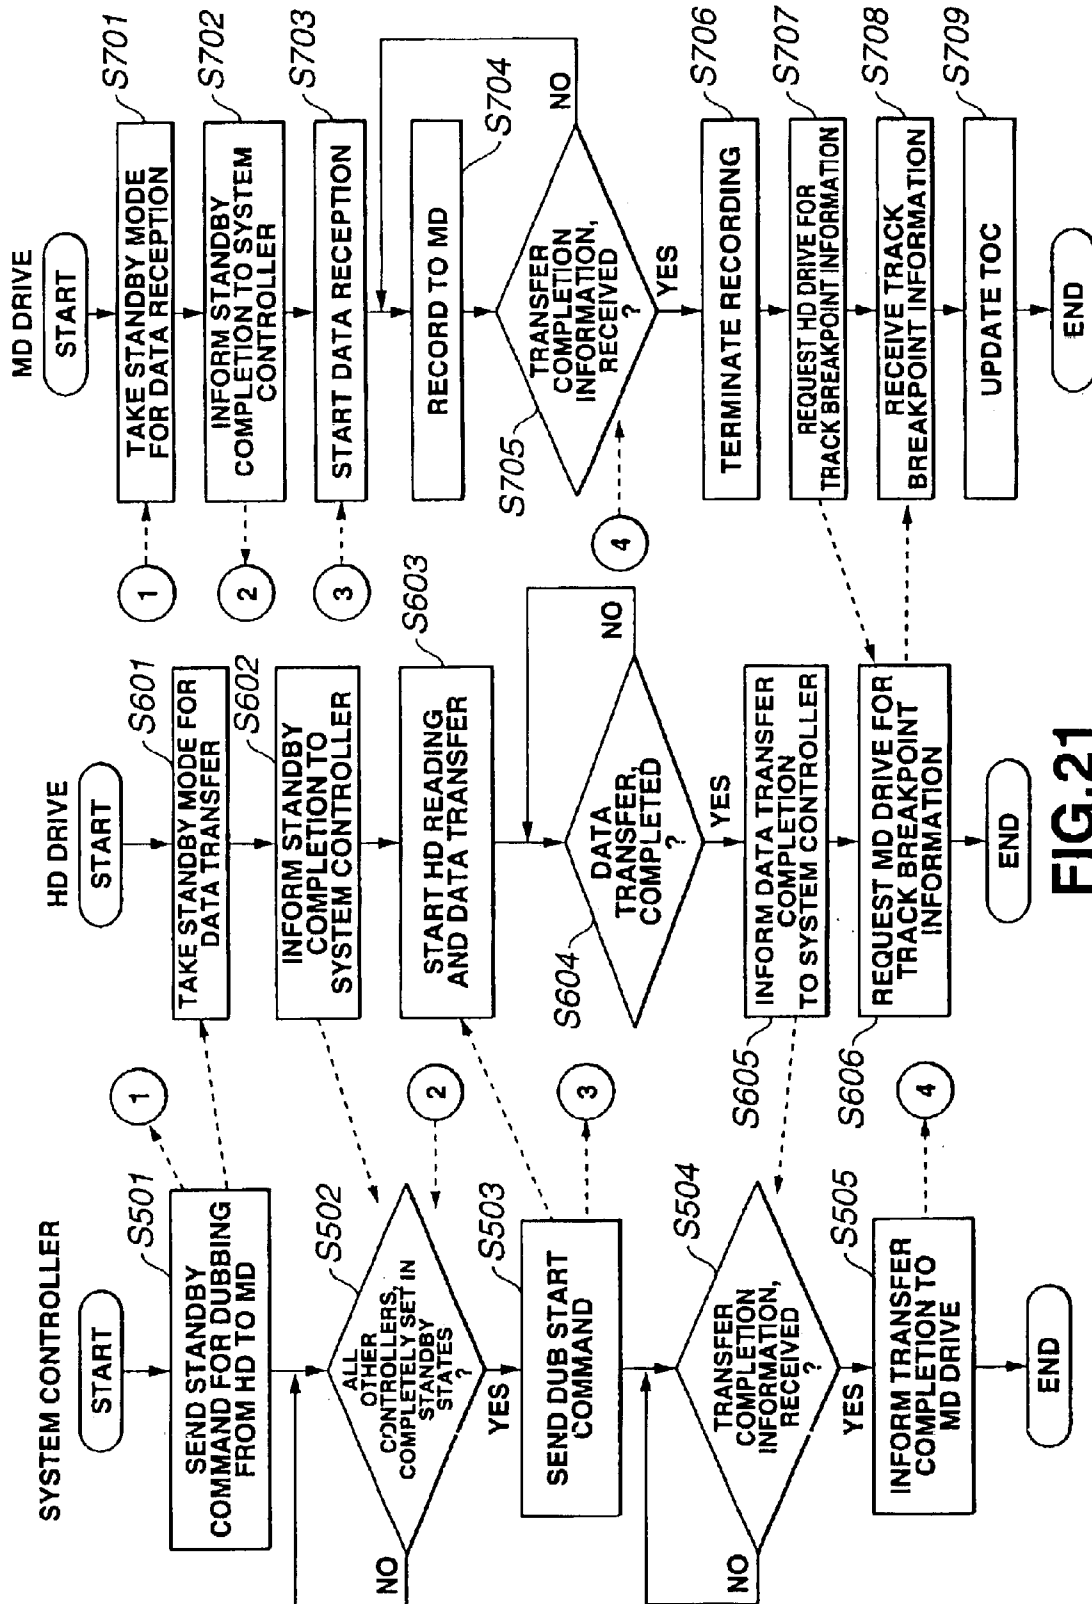 SYSTEM CONTROLLER
START
S501
SEND STANDBY
COMMAND FOR DUBBING
FROM HD TO MD
1
S502
ALL
OTHER
CONTROLLERS,
COMPLETELY SET IN
STANDBY
STATES
?
NO
YES
2
S503
SEND DUB START
COMMAND
3
S504
TRANSFER
COMPLETION
INFORMATION,
RECEIVED
?
NO
YES
S505
INFORM TRANSFER
COMPLETION TO
MD DRIVE
4
END
HD DRIVE
START
S601
TAKE STANDBY MODE FOR
DATA TRANSFER
S602
INFORM STANDBY
COMPLETION TO
SYSTEM CONTROLLER
S603
START HD READING
AND DATA TRANSFER
S604
DATA
TRANSFER,
COMPLETED
?
NO
YES
S605
INFORM DATA TRANSFER
COMPLETION
TO SYSTEM CONTROLLER
S606
REQUEST MD DRIVE FOR
TRACK BREAKPOINT
INFORMATION
END
MD DRIVE
START
S701
TAKE STANDBY MODE
FOR DATA RECEPTION
1
S702
INFORM STANDBY
COMPLETION TO SYSTEM
CONTROLLER
2
S703
START DATA RECEPTION
3
S704
RECORD TO MD
S705
TRANSFER
COMPLETION
INFORMATION,
RECEIVED
?
NO
YES
4
S706
TERMINATE RECORDING
S707
REQUEST HD DRIVE FOR
TRACK BREAKPOINT INFORMATION
S708
RECEIVE TRACK
BREAKPOINT INFORMATION
S709
UPDATE TOC
END
FIG.21